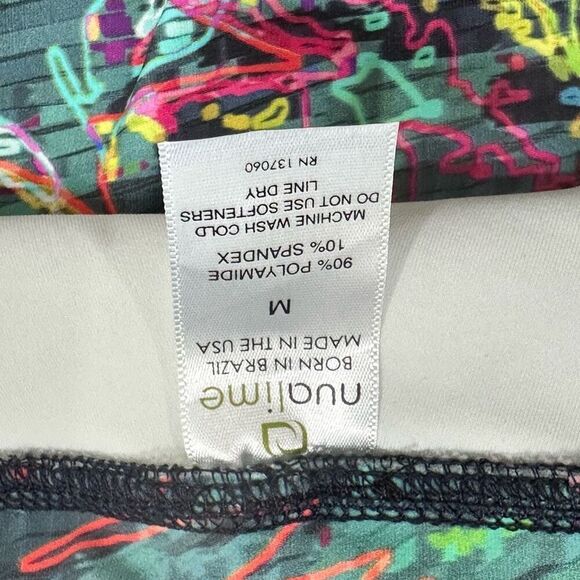 nualime
BORN IN BRAZIL
MADE IN THE USA
M
90% POLYAMIDE
10% SPANDEX
MACHINE WASH COLD
DO NOT USE SOFTENERS
LINE DRY
RN 137060